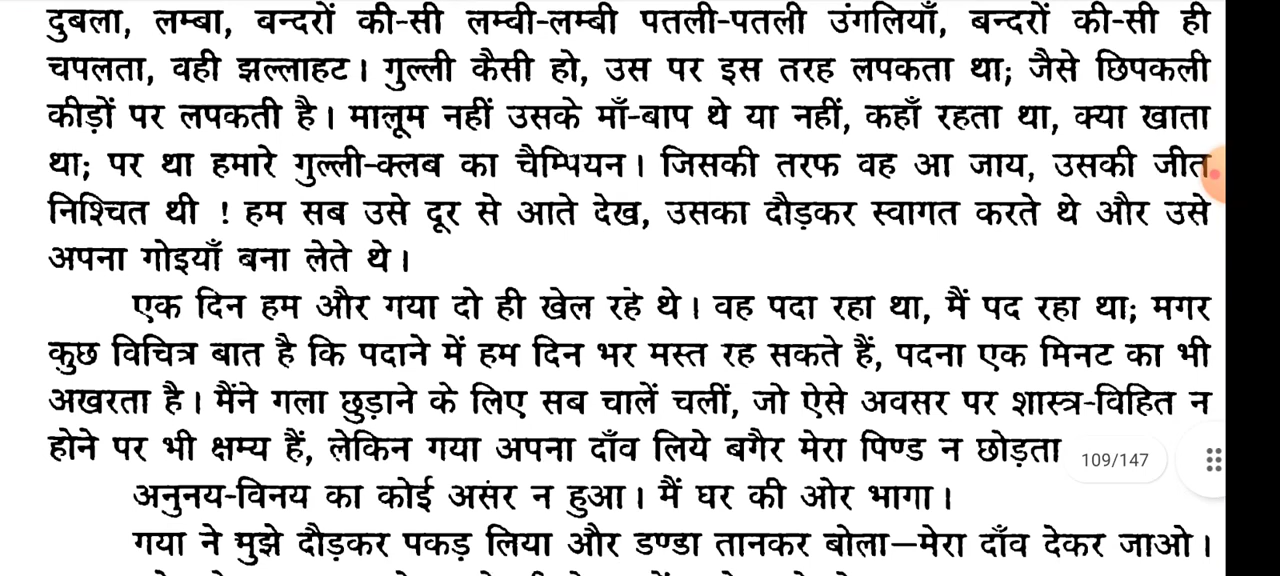 दुबला, लम्बा, बन्दरों की-सी लम्वी-लम्बी पतली-पतली उंगलियाँ, बन्दरों की-सी ही
चपलता, वही झल्लाहट। गुल्ली कैसी हो, उस पर इस तरह लपकता था; जैसे छिपकली
कीड़ों पर लपकती है। मालूम नहीं उसके माँ-बाप थे या नहीं, कहाँ रहता था, क्या खाता
था; पर था हमारे गुल्ली-क्लब का चैम्पियन। जिसकी तरफ वह आ जाय, उसकी जीत
निश्चित थी ! हम सब उसे दूर से आते देख, उसका दौड़कर स्वागत करते थे और उसे
अपना गोइयाँ बना लेते थे।
एक दिन हम और गया दो ही खेल रहे थे। वह पदा रहा था, मैं पद रहा था; मगर
कुछ विचित्र बात है कि पदाने में हम दिन भर मस्त रह सकते हैं, पदना एक मिनट का भी
अखरता है। मैंने गला छुड़ाने के लिए सब चालें चलीं, जो ऐसे अवसर पर शास्त्र-विहित न
होने पर भी क्षम्य हैं, लेकिन गया अपना दाँव लिये बगैर मेरा पिण्ड न छोड़ता
109/147
अनुनय-विनय का कोई असर न हुआ। मैं घर की ओर भागा।
गया ने मुझे दौड़कर पकड़ लिया और डण्डा तानकर बोला—मेरा दाँव देकर जाओ।